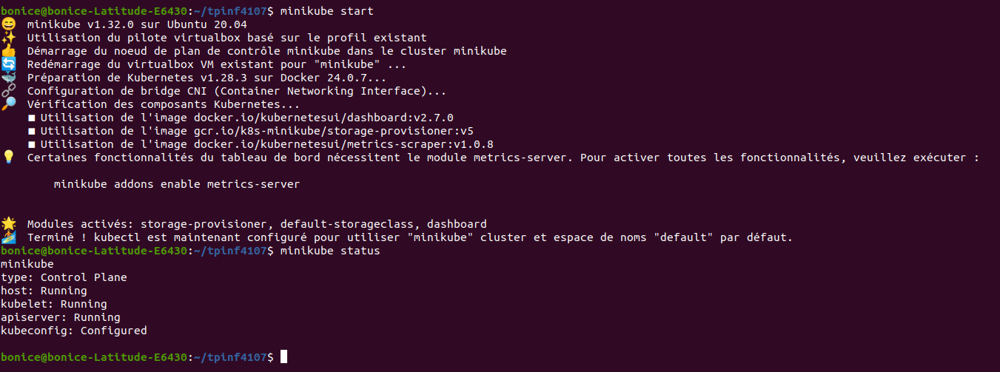 bonice@bonice-Latitude-E6430:~/tpinf4107$ minikube start
😄 minikube v1.32.0 sur Ubuntu 20.04
✨ Utilisation du pilote virtualbox basé sur le profil existant
👍 Démarrage du noeud de plan de contrôle minikube dans le cluster minikube
🔄 Redémarrage du virtualbox VM existant pour "minikube" ...
🐳 Préparation de Kubernetes v1.28.3 sur Docker 24.0.7...
🔗 Configuration de bridge CNI (Container Networking Interface)...
🔎 Vérification des composants Kubernetes...
■ Utilisation de l'image docker.io/kubernetesui/dashboard:v2.7.0
■ Utilisation de l'image gcr.io/k8s-minikube/storage-provisioner:v5
■ Utilisation de l'image docker.io/kubernetesui/metrics-scraper:v1.0.8
💡 Certaines fonctionnalités du tableau de bord nécessitent le module metrics-server. Pour activer toutes les fonctionnalités, veuillez exécuter :
minikube addons enable metrics-server
🌟 Modules activés: storage-provisioner, default-storageclass, dashboard
🏄 Terminé ! kubectl est maintenant configuré pour utiliser "minikube" cluster et espace de noms "default" par défaut.
bonice@bonice-Latitude-E6430:~/tpinf4107$ minikube status
minikube
type: Control Plane
host: Running
kubelet: Running
apiserver: Running
kubeconfig: Configured
bonice@bonice-Latitude-E6430:~/tpinf4107$